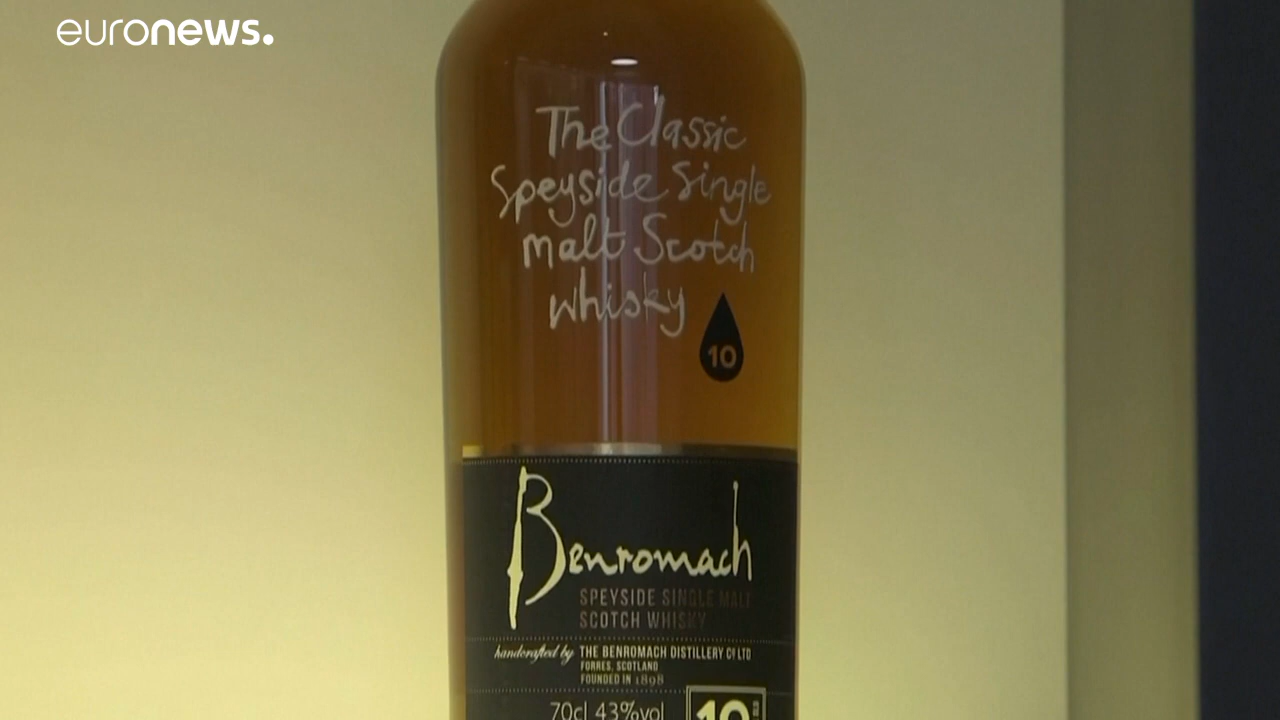 euronews.
The Classic
Speyside Single
Malt Scotch
Whisky
10
Benromach
SPEYSIDE SINGLE MALT
SCOTCH WHISKY
handcrafted by THE BENROMACH DISTILLERY Co LTD
FORRES, SCOTLAND
FOUNDED IN 1898
70cl 43%vol 10